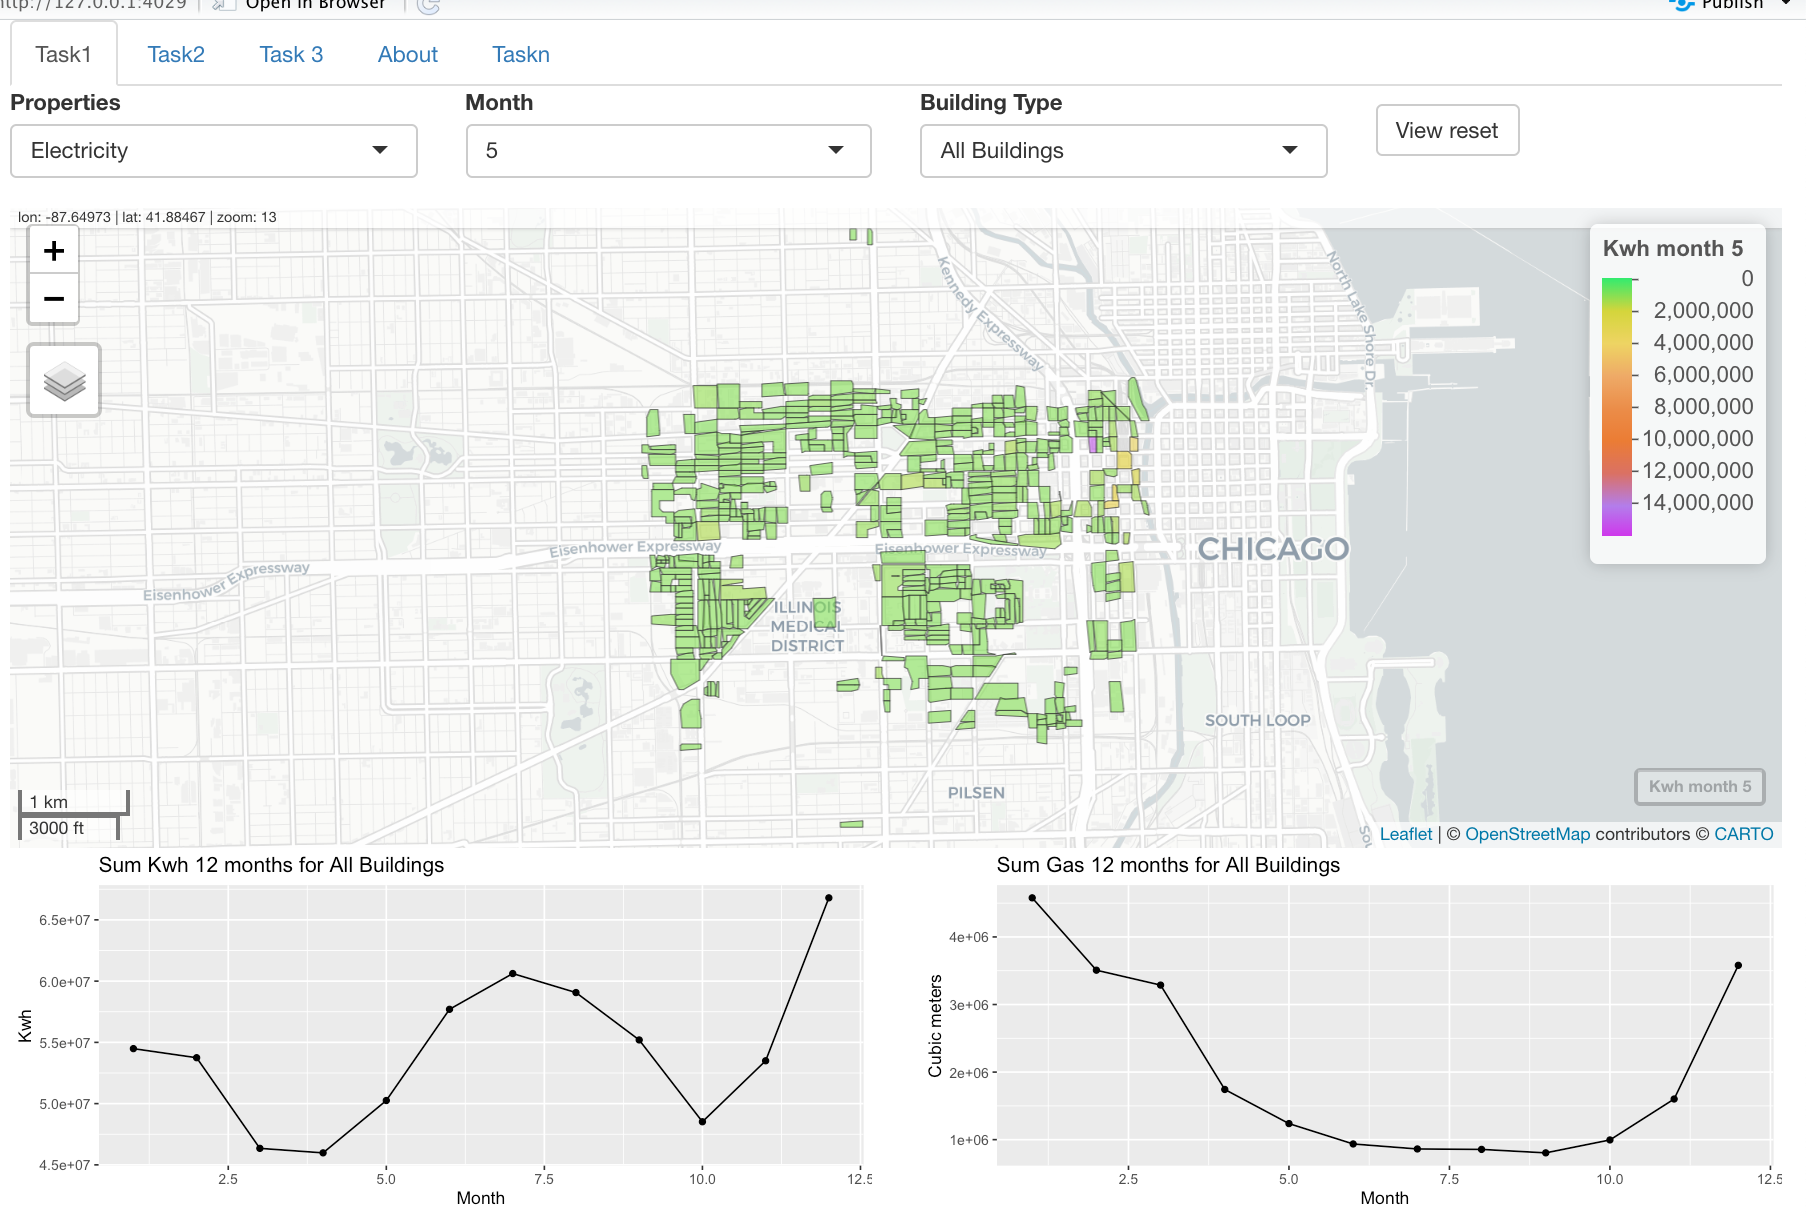 http://127.0.0.1:4029
Open in Browser
Publish
Task1
Task2
Task 3
About
Taskn
Properties
Month
Building Type
Electricity
5
All Buildings
View reset
lon: -87.64973 | lat: 41.88467 | zoom: 13
+
−
Kwh month 5
0
2,000,000
4,000,000
6,000,000
8,000,000
10,000,000
12,000,000
14,000,000
Kennedy Expressway
North Lake Shore Dr
Eisenhower Expressway
Eisenhower Expressway
Eisenhower Expressway
CHICAGO
ILLINOIS
MEDICAL
DISTRICT
SOUTH LOOP
PILSEN
Kwh month 5
1 km
3000 ft
Leaflet | © OpenStreetMap contributors © CARTO
Sum Kwh 12 months for All Buildings
Kwh
6.5e+07
6.0e+07
5.5e+07
5.0e+07
4.5e+07
2.5
5.0
7.5
10.0
12.5
Month
Sum Gas 12 months for All Buildings
Cubic meters
4e+06
3e+06
2e+06
1e+06
2.5
5.0
7.5
10.0
12.5
Month